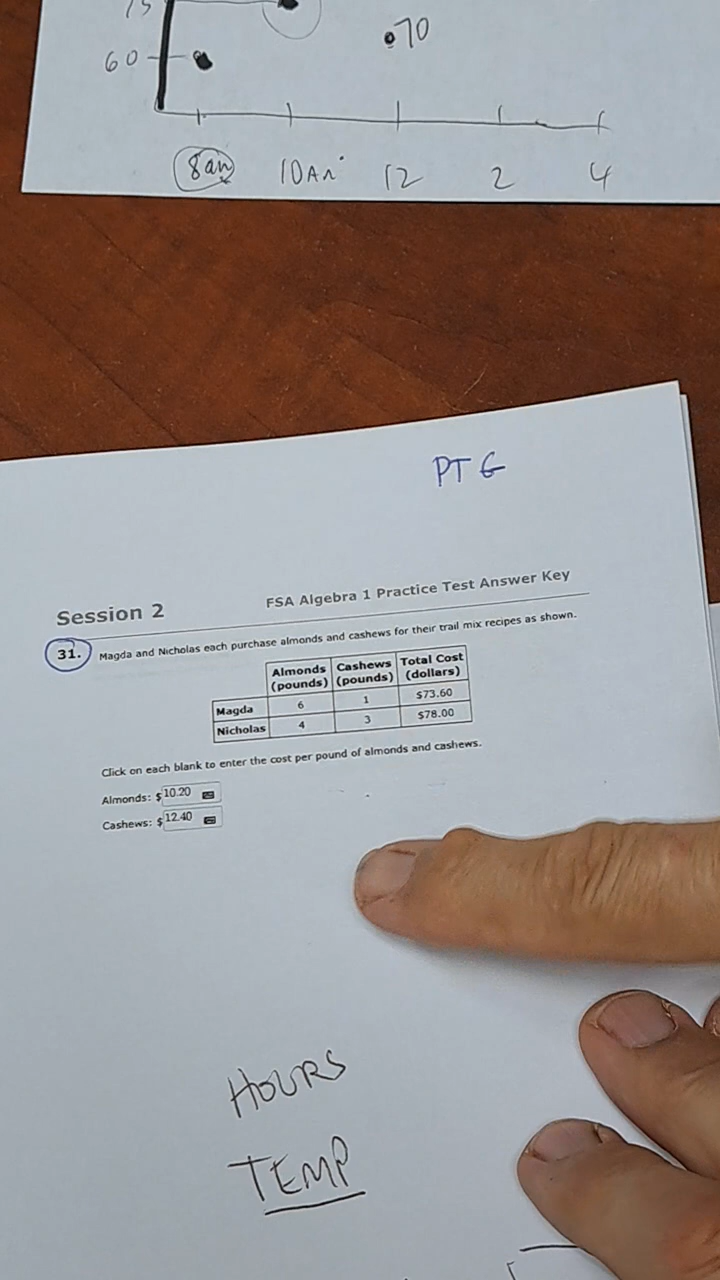 75
70
60
8am
10AM
12
2
4
PT G
Session 2
FSA Algebra 1 Practice Test Answer Key
31. Magda and Nicholas each purchase almonds and cashews for their trail mix recipes as shown.
Almonds (pounds) Cashews (pounds) Total Cost (dollars)
Magda 6 1 $73.60
Nicholas 4 3 $78.00
Click on each blank to enter the cost per pound of almonds and cashews.
Almonds: $ 10.20
Cashews: $ 12.40
HOURS
TEMP